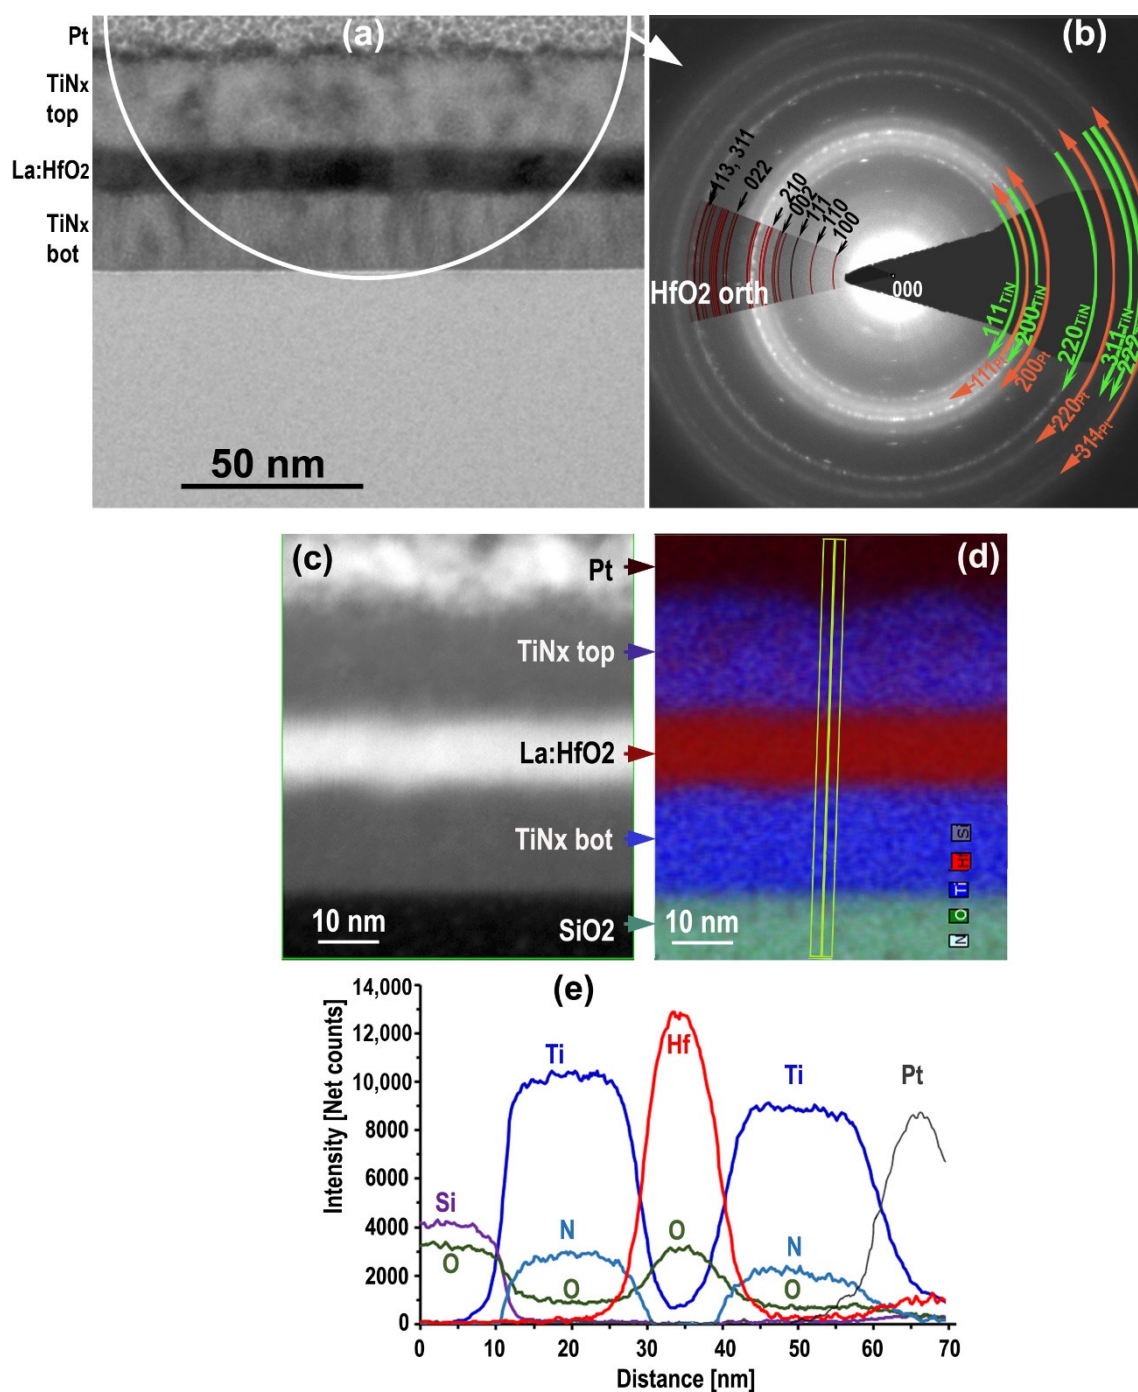 (a)
Pt
TiNx
top
La:HfO2
TiNx
bot
50 nm
(b)
113, 311
022
210
002
111
110
100
HfO2 orth
000
111TiN
200TiN
220TiN
311TiN
222
111Pt
200Pt
220Pt
311Pt
(c)
(d)
Pt
TiNx top
La:HfO2
TiNx bot
SiO2
10 nm
10 nm
Si
Hf
Ti
O
N
(e)
Intensity [Net counts]
14,000
12,000
10,000
8000
6000
4000
2000
0
Si
O
Ti
N
O
Hf
O
Ti
N
O
Pt
0 10 20 30 40 50 60 70
Distance [nm]